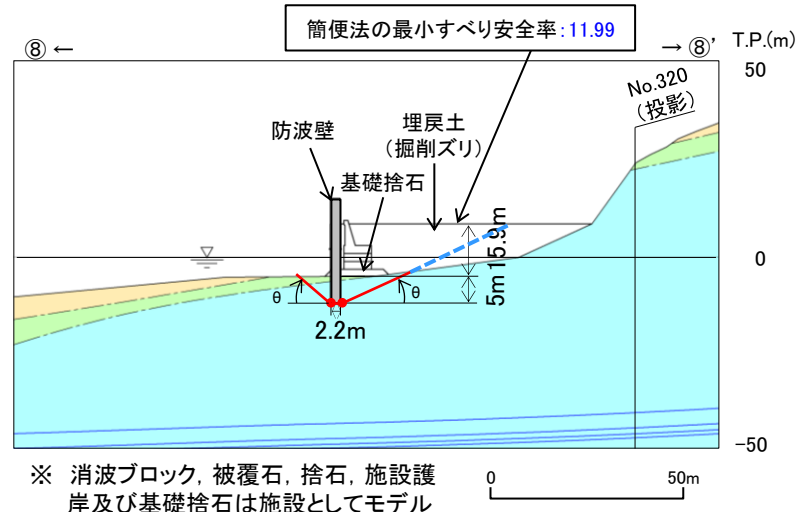 簡便法の最小すべり安全率:11.99
⑧ ←
→ ⑧'
T.P.(m)
50
No.320
(投影)
防波壁
埋戻土
(掘削ズリ)
基礎捨石
15.9m
0
5m
θ
θ
2.2m
-50
※ 消波ブロック, 被覆石, 捨石, 施設護
岸及び基礎捨石は施設としてモデル
0
50m